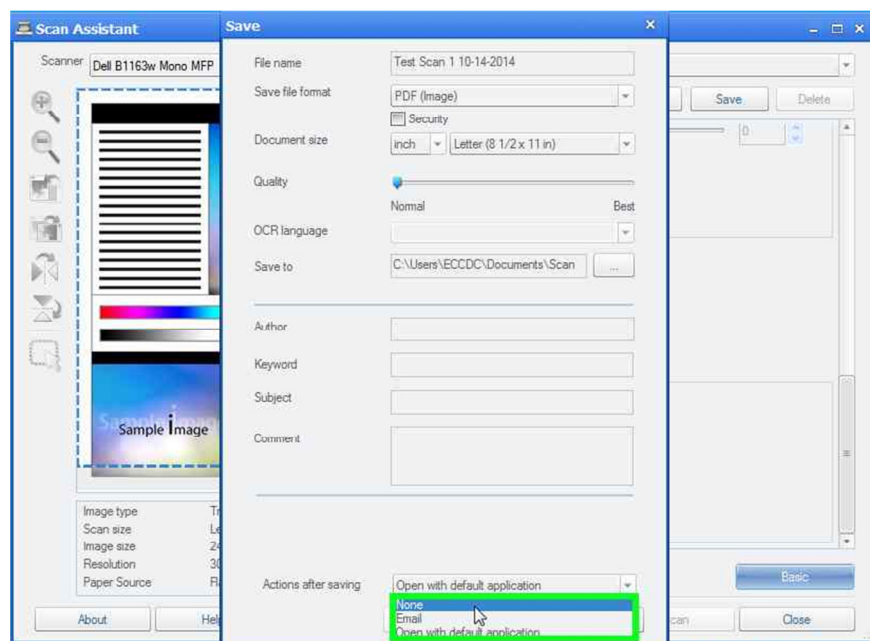 Scan Assistant
Save
Scanner
Dell B1163w Mono MFP
File name
Test Scan 1 10-14-2014
Save file format
PDF (Image)
Security
Document size
inch
Letter (8 1/2 x 11 in)
Quality
Normal
Best
OCR language
Save to
C:\Users\ECCDC\Documents\Scan
...
Author
Keyword
Subject
Comment
Actions after saving
Open with default application
None
Email
Open with default application
Save
Delete
0
Sample image
Image type
Scan size
Image size
Resolution
Paper Source
Basic
About
Close